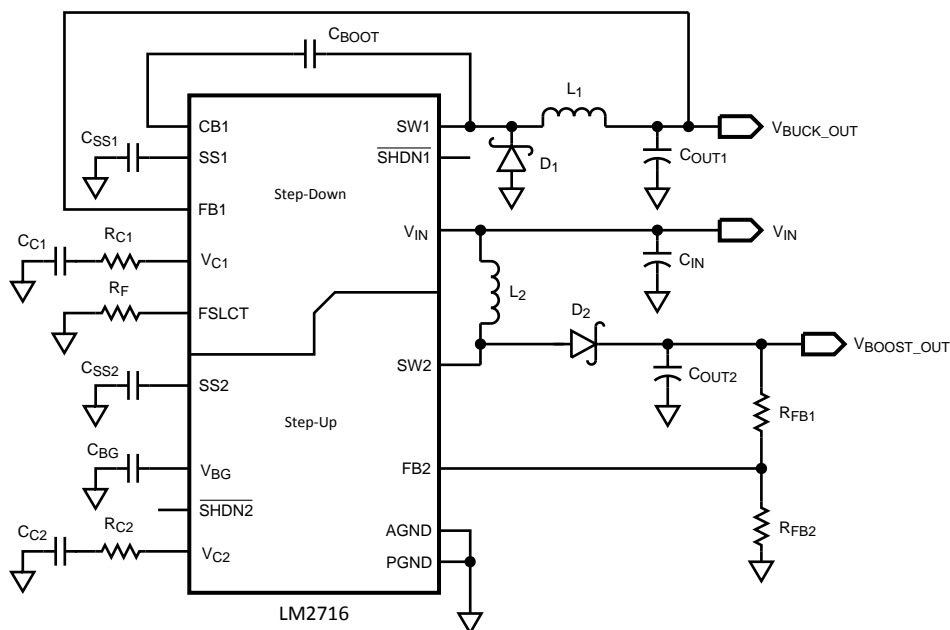 CBOOT
L1
CB1
SW1
VBUCK_OUT
CSS1
SS1
SHDN1
D1
COUT1
Step-Down
FB1
CC1
RC1
VC1
VIN
VIN
CIN
RF
FSLCT
L2
D2
VBOOST_OUT
CSS2
SS2
SW2
COUT2
Step-Up
RFB1
CBG
VBG
FB2
SHDN2
CC2
RC2
VC2
AGND
RFB2
PGND
LM2716